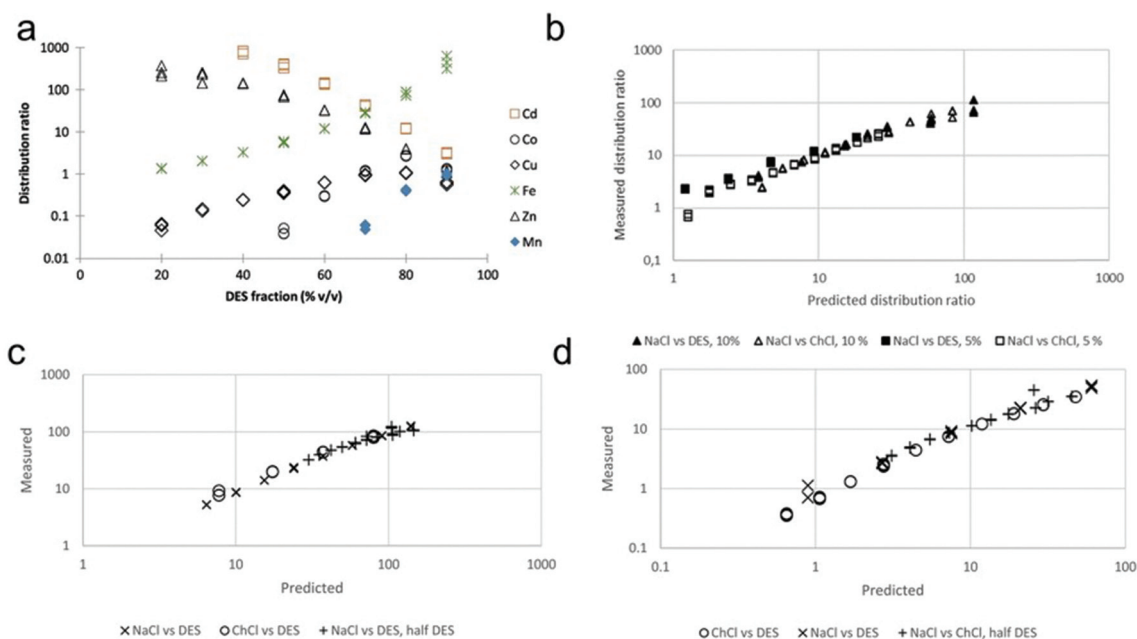 a
1000
100
10
1
0.1
0.01
Distribution ratio
0 20 40 60 80 100
DES fraction (% v/v)
Cd
Co
Cu
Fe
Zn
Mn
b
1000
100
10
1
0,1
Measured distribution ratio
1 10 100 1000
Predicted distribution ratio
NaCl vs DES, 10% NaCl vs ChCl, 10 % NaCl vs DES, 5% NaCl vs ChCl, 5 %
c
1000
100
10
1
Measured
1 10 100 1000
Predicted
NaCl vs DES ChCl vs DES NaCl vs DES, half DES
d
100
10
1
0.1
Measured
0.1 1 10 100
Predicted
ChCl vs DES NaCl vs DES NaCl vs ChCl, half DES